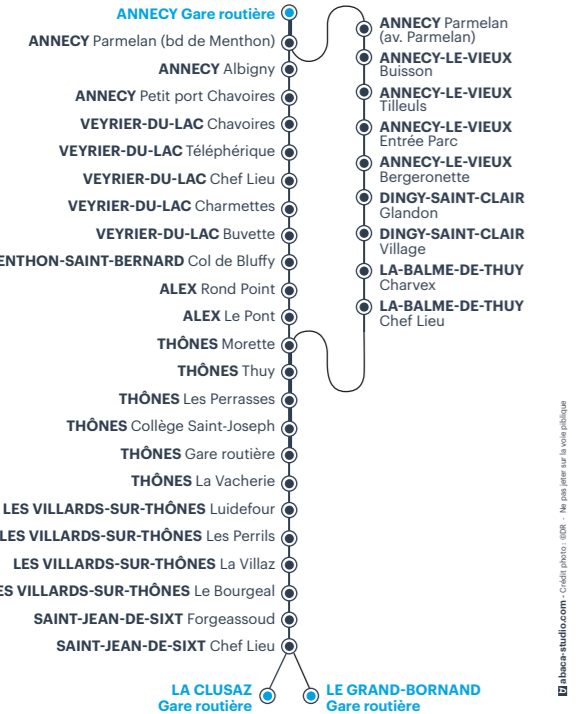 ANNECY Gare routière
ANNECY Parmelan (bd de Menthon)
ANNECY Albigny
ANNECY Petit port Chavoires
VEYRIER-DU-LAC Chavoires
VEYRIER-DU-LAC Téléphérique
VEYRIER-DU-LAC Chef Lieu
VEYRIER-DU-LAC Charmettes
VEYRIER-DU-LAC Buvette
ENTHON-SAINT-BERNARD Col de Bluffy
ALEX Rond Point
ALEX Le Pont
THÔNES Morette
THÔNES Thuy
THÔNES Les Perrasses
THÔNES Collège Saint-Joseph
THÔNES Gare routière
THÔNES La Vacherie
LES VILLARDS-SUR-THÔNES Luidefour
LES VILLARDS-SUR-THÔNES Les Perrils
LES VILLARDS-SUR-THÔNES La Villaz
ES VILLARDS-SUR-THÔNES Le Bourgeal
SAINT-JEAN-DE-SIXT Forgeassoud
SAINT-JEAN-DE-SIXT Chef Lieu
LA CLUSAZ
Gare routière
LE GRAND-BORNAND
Gare routière
ANNECY Parmelan
(av. Parmelan)
ANNECY-LE-VIEUX
Buisson
ANNECY-LE-VIEUX
Tilleuls
ANNECY-LE-VIEUX
Entrée Parc
ANNECY-LE-VIEUX
Bergeronette
DINGY-SAINT-CLAIR
Glandon
DINGY-SAINT-CLAIR
Village
LA-BALME-DE-THUY
Charvex
LA-BALME-DE-THUY
Chef Lieu
abaca-studio.com - Crédit photo : ©DR - Ne pas jeter sur la voie piblique